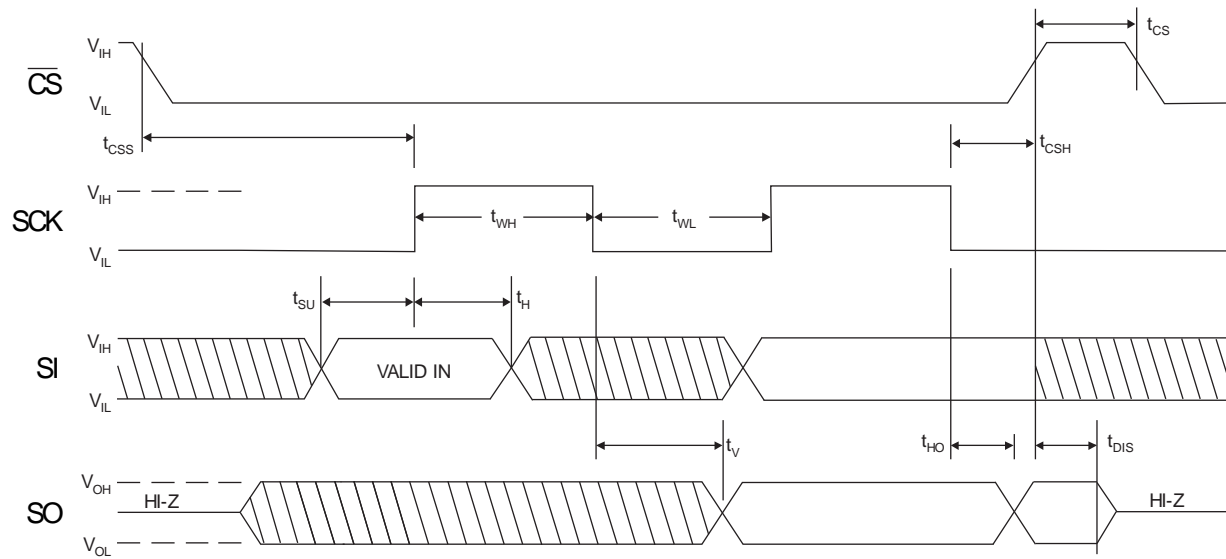 V_IH
CS
V_IL
t_CS
t_CSS
t_CSH
V_IH
SCK
V_IL
t_WH
t_WL
t_SU
t_H
V_IH
SI
V_IL
VALID IN
t_V
t_HO
t_DIS
V_OH
SO
V_OL
HI-Z
HI-Z